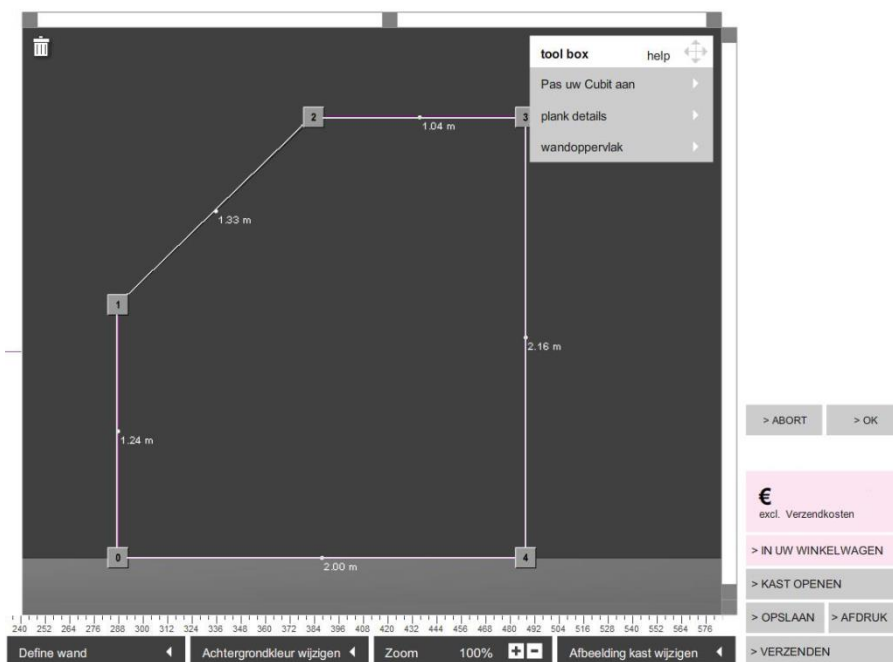 tool box help
Pas uw Cubit aan
plank details
wandoppervlak
2
3
1.04 m
1.33 m
1
2.16 m
1.24 m
0
4
2.00 m
> ABORT > OK
€
excl. Verzendkosten
> IN UW WINKELWAGEN
> KAST OPENEN
> OPSLAAN > AFDRUK
> VERZENDEN
240 252 264 276 288 300 312 324 336 348 360 372 384 396 408 420 432 444 456 468 480 492 504 516 528 540 552 564 576
Define wand Achtergrondkleur wijzigen Zoom 100% + - Afbeelding kast wijzigen